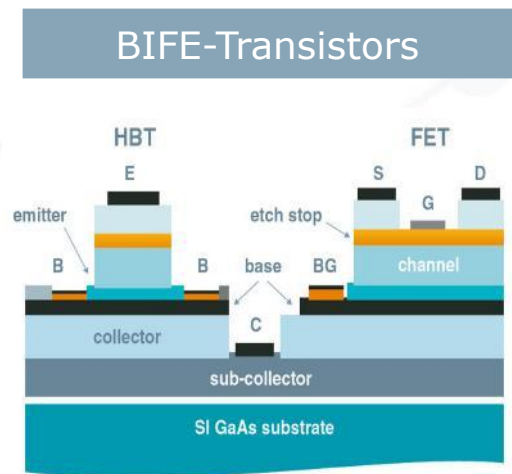 BIFE-Transistors
HBT
FET
E
S
D
G
emitter
etch stop
B
B
base
BG
channel
C
collector
sub-collector
SI GaAs substrate